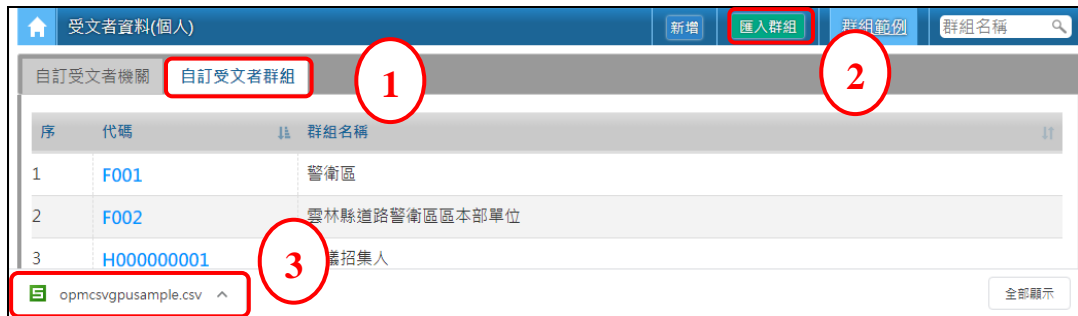 受文者資料(個人) 新增 匯入群組 群組範例 群組名稱
自訂受文者機關 自訂受文者群組 1 2
序 代碼 群組名稱
1 F001 警衛區
2 F002 雲林縣道路警衛區區本部單位
3 H000000001 議招集人
3
opmcsvgpusample.csv 全部顯示